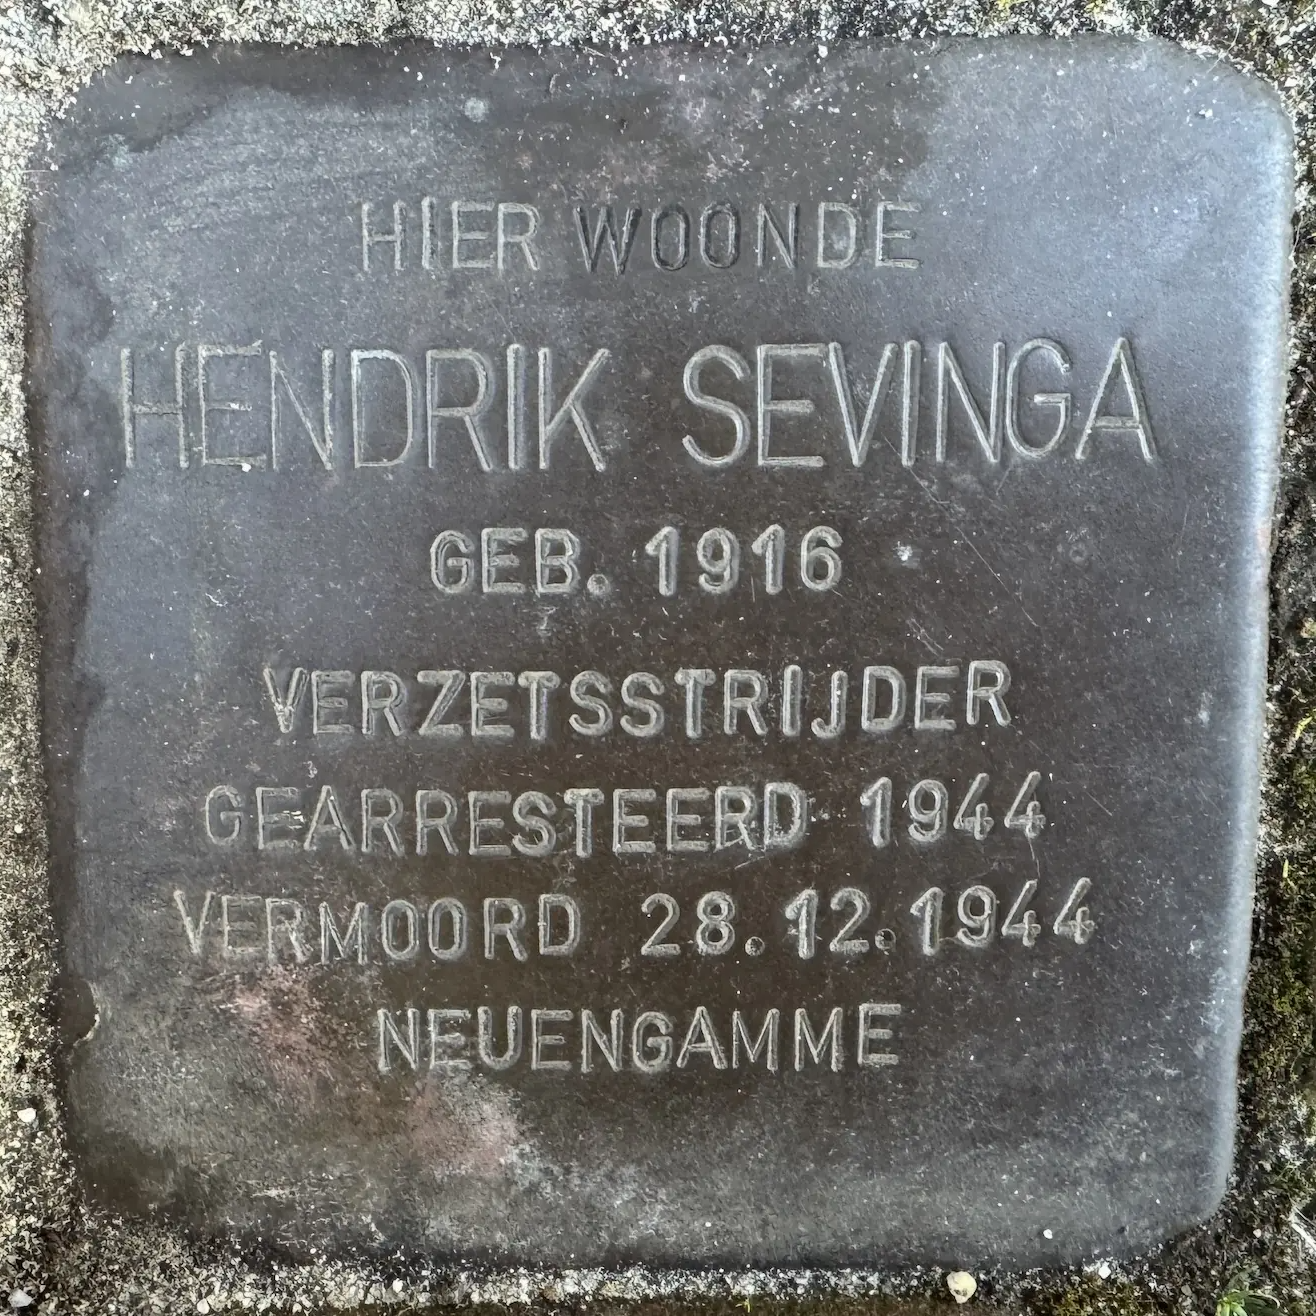 HIER WOONDE
HENDRIK SEVINGA
GEB. 1916
VERZETSSTRIJDER
GEARRESTEERD 1944
VERMOORD 28.12.1944
NEUENGAMME